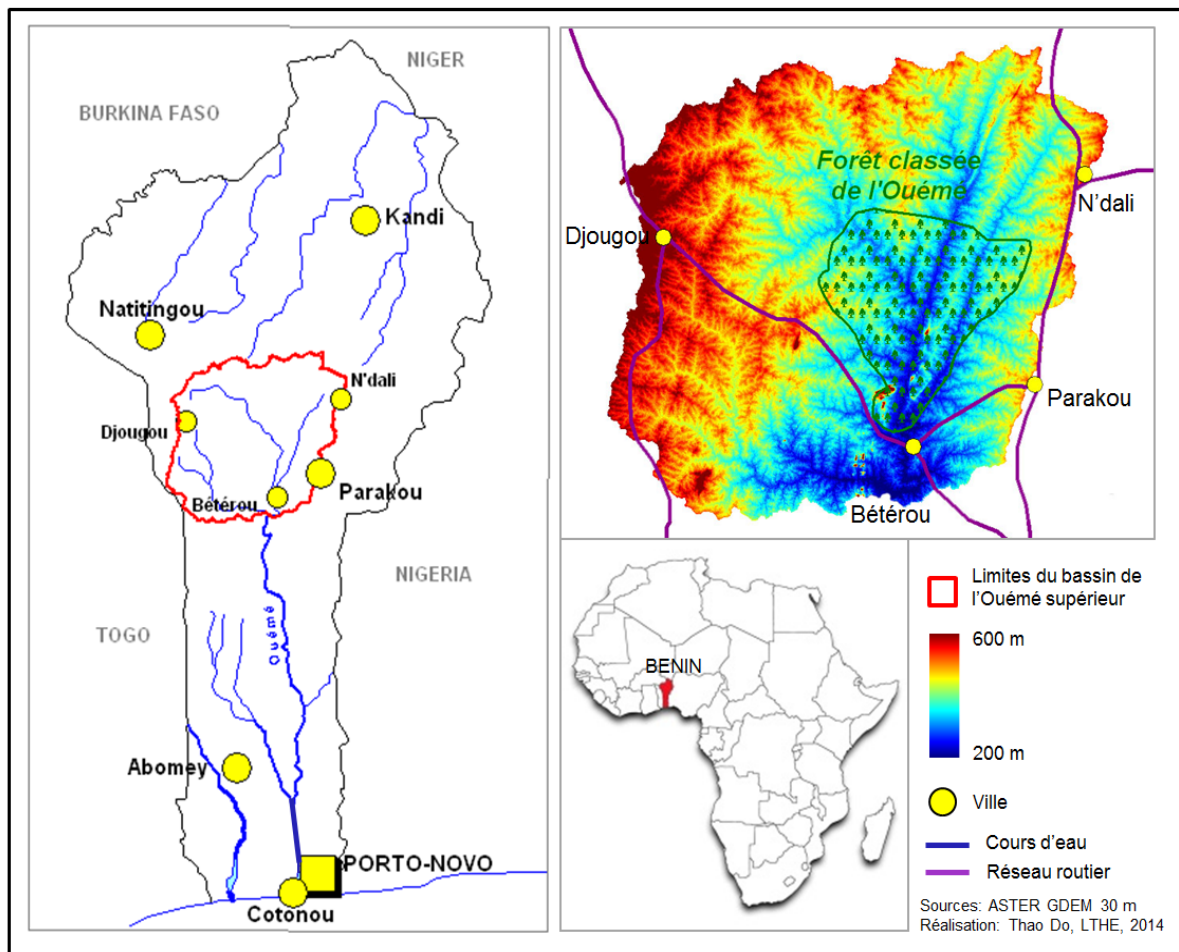 NIGER
BURKINA FASO
Kandi
Natitingou
N'dali
Djougou
Parakou
Bétérou
NIGERIA
Ouémé
TOGO
Abomey
PORTO-NOVO
Cotonou
Forêt classée
de l'Ouémé
N'dali
Djougou
Parakou
Bétérou
BENIN
Limites du bassin de
l'Ouémé supérieur
600 m
200 m
Ville
Cours d'eau
Réseau routier
Sources: ASTER GDEM 30 m
Réalisation: Thao Do, LTHE, 2014